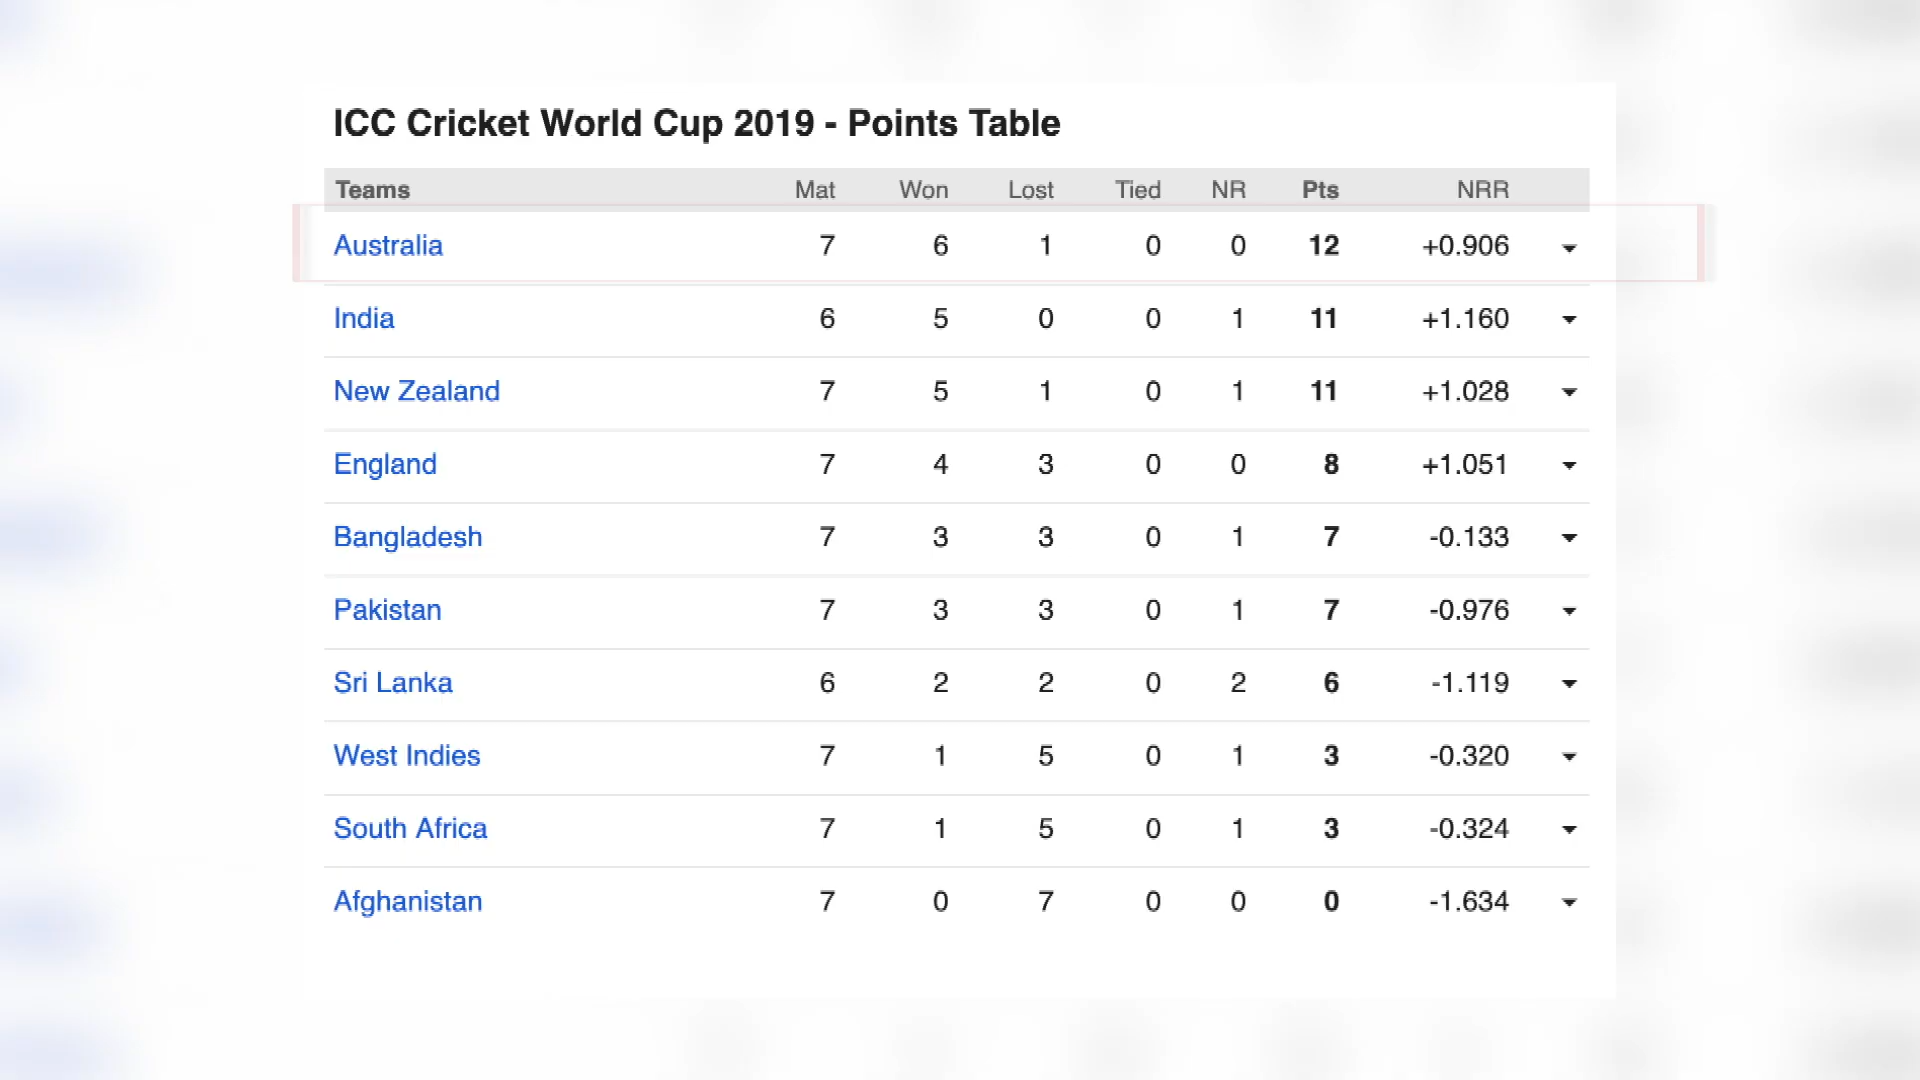 ICC Cricket World Cup 2019 - Points Table
Teams Mat Won Lost Tied NR Pts NRR
Australia 7 6 1 0 0 12 +0.906
India 6 5 0 0 1 11 +1.160
New Zealand 7 5 1 0 1 11 +1.028
England 7 4 3 0 0 8 +1.051
Bangladesh 7 3 3 0 1 7 -0.133
Pakistan 7 3 3 0 1 7 -0.976
Sri Lanka 6 2 2 0 2 6 -1.119
West Indies 7 1 5 0 1 3 -0.320
South Africa 7 1 5 0 1 3 -0.324
Afghanistan 7 0 7 0 0 0 -1.634